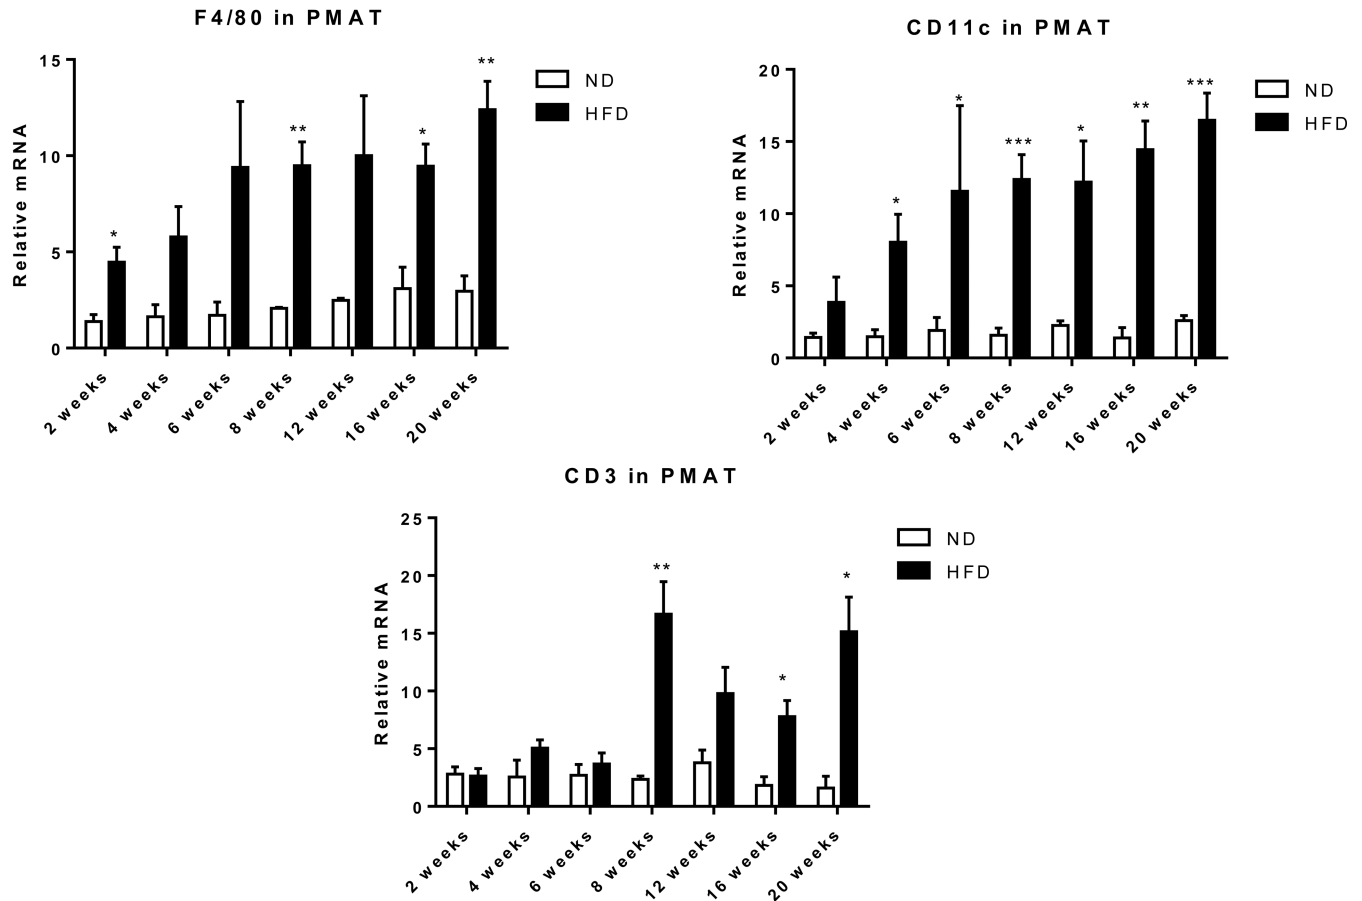 F4/80 in PMAT
Relative mRNA
15
10
5
0
*
**
*
**
2 weeks
4 weeks
6 weeks
8 weeks
12 weeks
16 weeks
20 weeks
ND
HFD
CD11c in PMAT
Relative mRNA
20
15
10
5
0
*
*
***
*
**
***
2 weeks
4 weeks
6 weeks
8 weeks
12 weeks
16 weeks
20 weeks
ND
HFD
CD3 in PMAT
Relative mRNA
25
20
15
10
5
0
**
*
*
2 weeks
4 weeks
6 weeks
8 weeks
12 weeks
16 weeks
20 weeks
ND
HFD